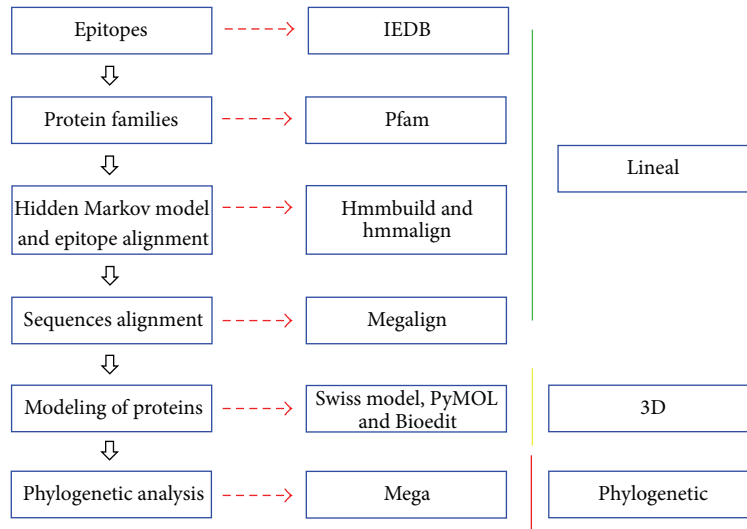 Epitopes
IEDB
Protein families
Pfam
Lineal
Hidden Markov model
and epitope alignment
Hmmbuild and
hmmalign
Sequences alignment
Megalign
Modeling of proteins
Swiss model, PyMOL
and Bioedit
3D
Phylogenetic analysis
Mega
Phylogenetic